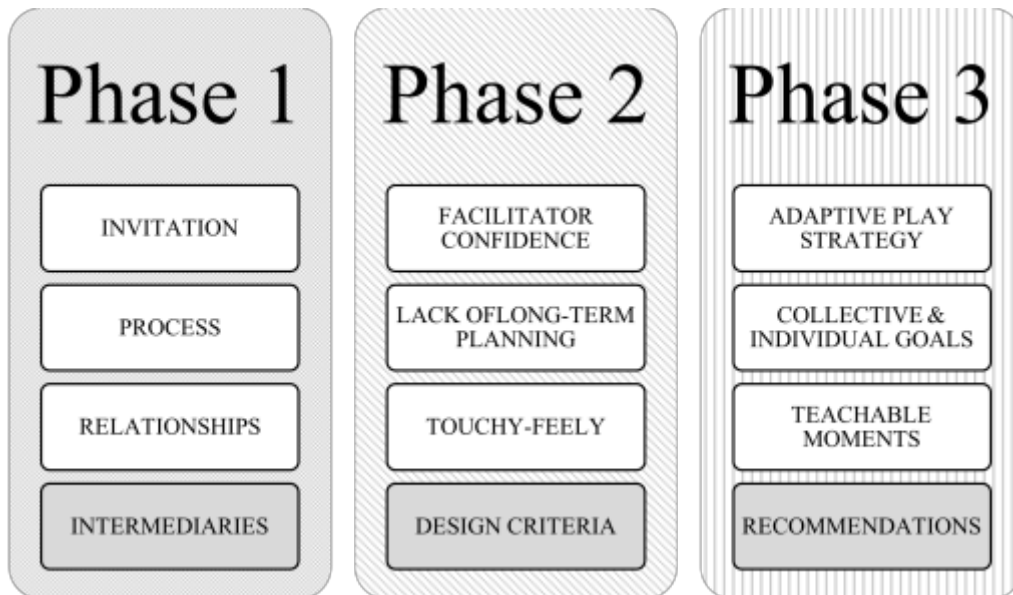 Phase 1
INVITATION
PROCESS
RELATIONSHIPS
INTERMEDIARIES
Phase 2
FACILITATOR
CONFIDENCE
LACK OFLONG-TERM
PLANNING
TOUCHY-FEELY
DESIGN CRITERIA
Phase 3
ADAPTIVE PLAY
STRATEGY
COLLECTIVE &
INDIVIDUAL GOALS
TEACHABLE
MOMENTS
RECOMMENDATIONS